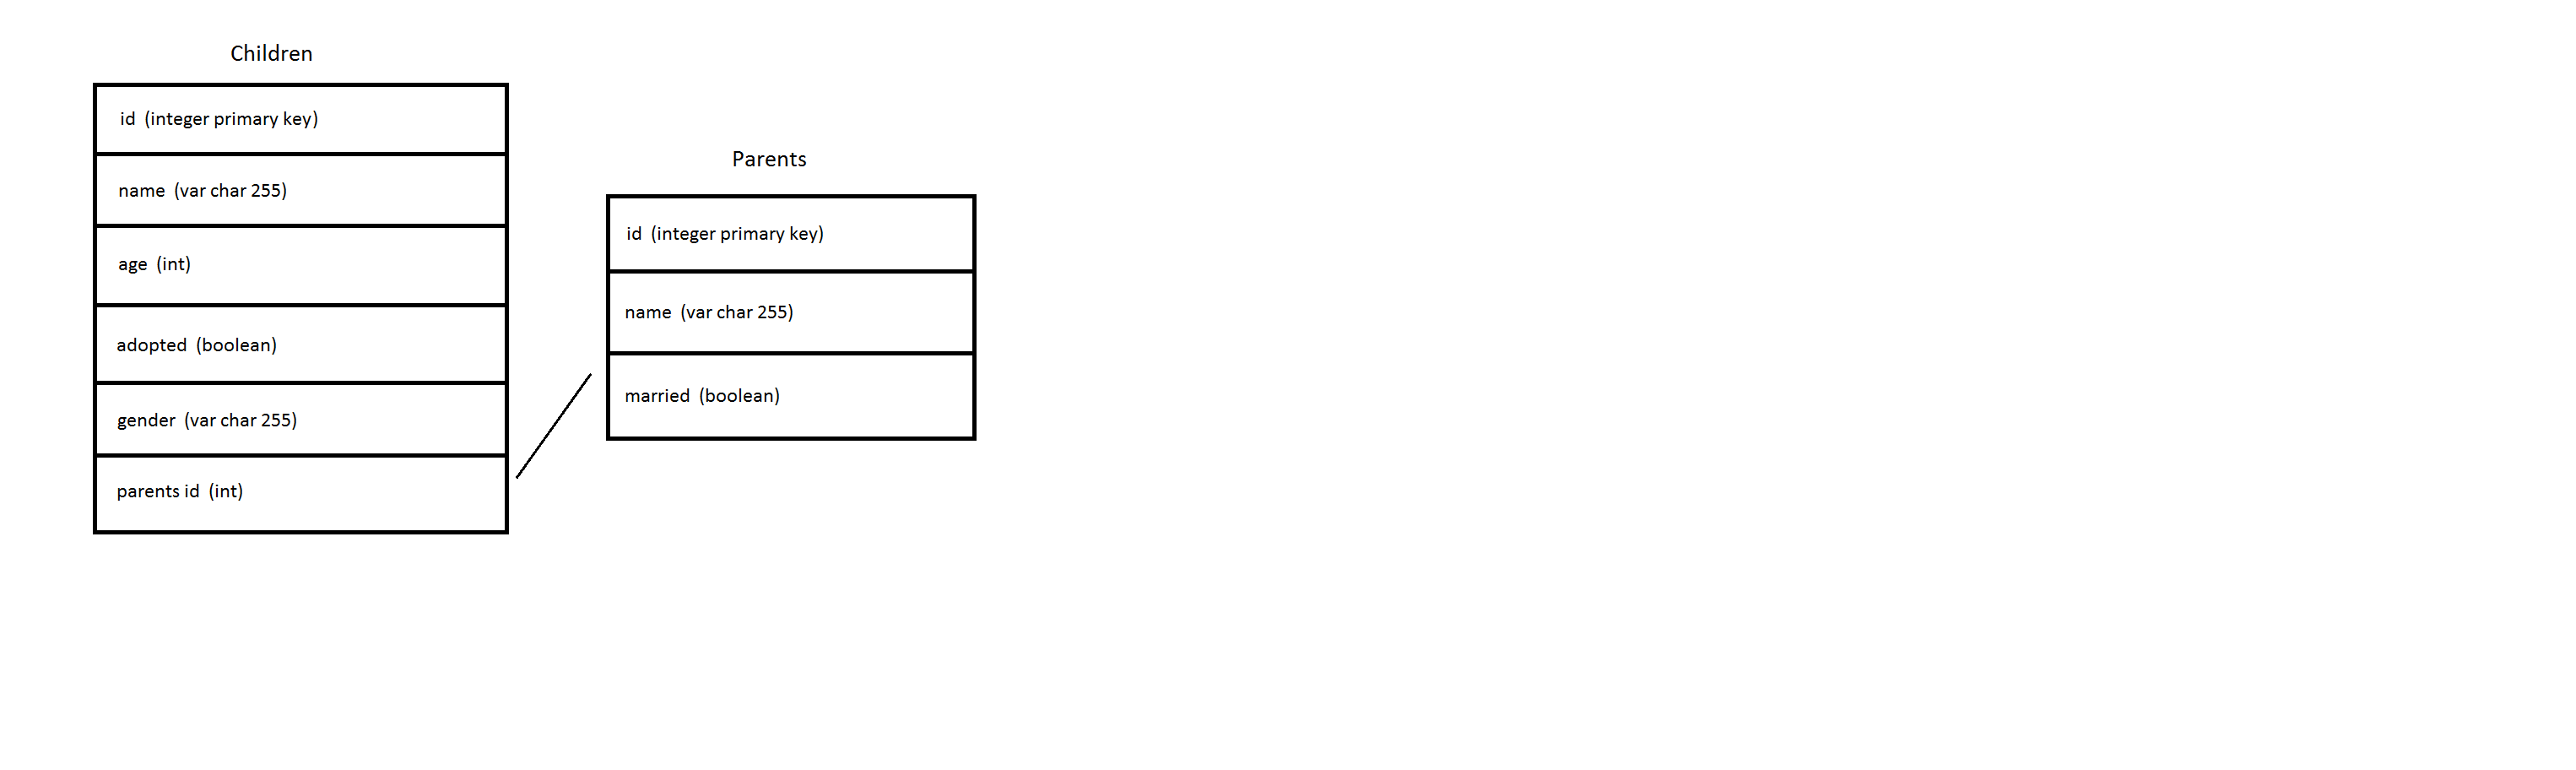 Children
id (integer primary key)
name (var char 255)
age (int)
adopted (boolean)
gender (var char 255)
parents id (int)
Parents
id (integer primary key)
name (var char 255)
married (boolean)